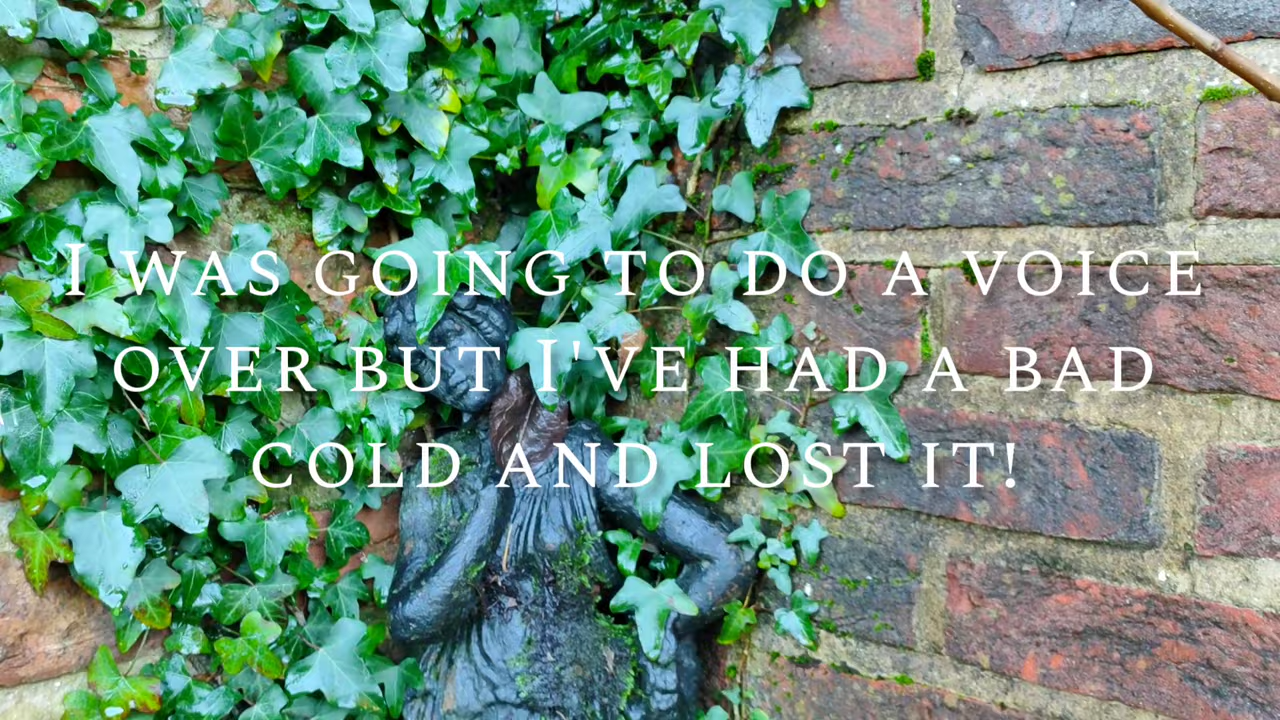 I WAS GOING TO DO A VOICE
OVER BUT I'VE HAD A BAD
COLD AND LOST IT!